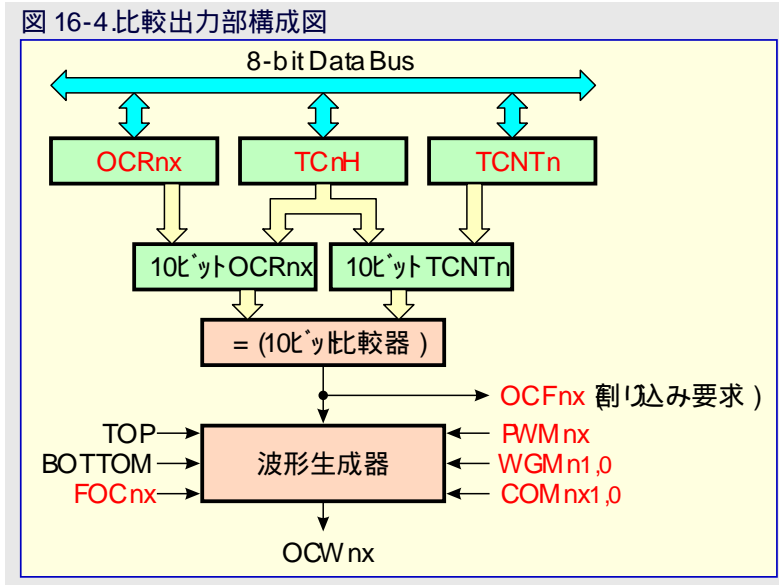 図 16-4.比較出力部構成図
8-bit Data Bus
OCRnx
TCnH
TCNTn
10ﾋﾞｯﾄOCRnx
10ﾋﾞｯﾄTCNTn
= (10ﾋﾞｯﾄ比較器)
OCFnx (割り込み要求)
TOP
PWMnx
BOTTOM
波形生成器
WGMn1,0
FOCnx
COMnx1,0
OCWnx